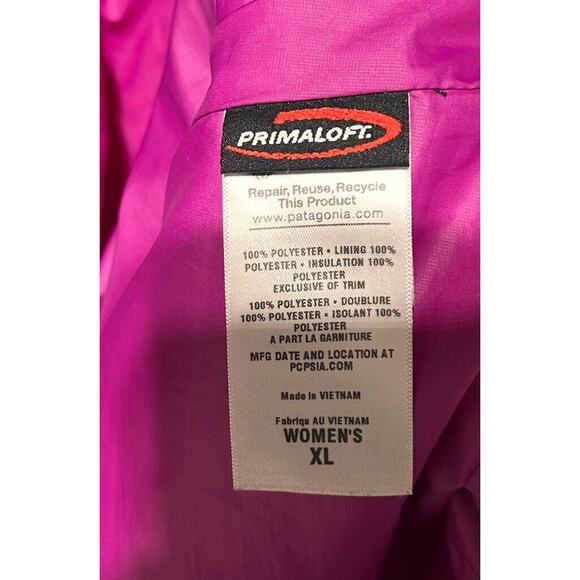 PRIMALOFT.
Repair, Reuse, Recycle
This Product
www.patagonia.com
100% POLYESTER • LINING 100%
POLYESTER • INSULATION 100%
POLYESTER
EXCLUSIVE OF TRIM
100% POLYESTER • DOUBLURE
100% POLYESTER • ISOLANT 100%
POLYESTER
A PART LA GARNITURE
MFG DATE AND LOCATION AT
PCPSIA.COM
Made in VIETNAM
Fabriqu AU VIETNAM
WOMEN'S
XL